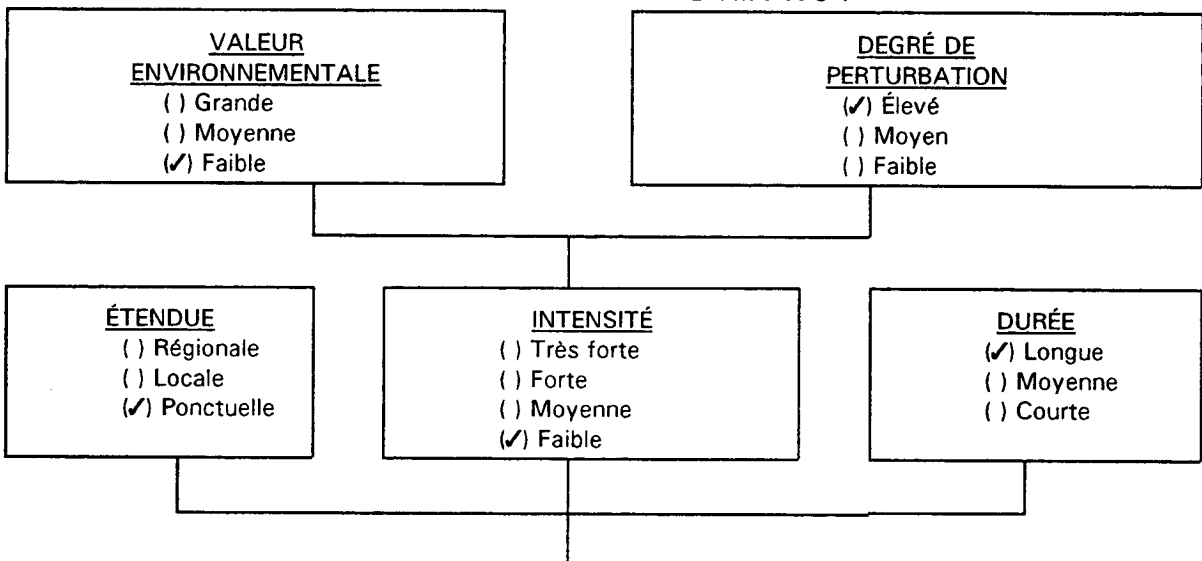 VALEUR
ENVIRONNEMENTALE
( ) Grande
( ) Moyenne
(✓) Faible
DEGRÉ DE
PERTURBATION
(✓) Élevé
( ) Moyen
( ) Faible
ÉTENDUE
( ) Régionale
( ) Locale
(✓) Ponctuelle
INTENSITÉ
( ) Très forte
( ) Forte
( ) Moyenne
(✓) Faible
DURÉE
(✓) Longue
( ) Moyenne
( ) Courte